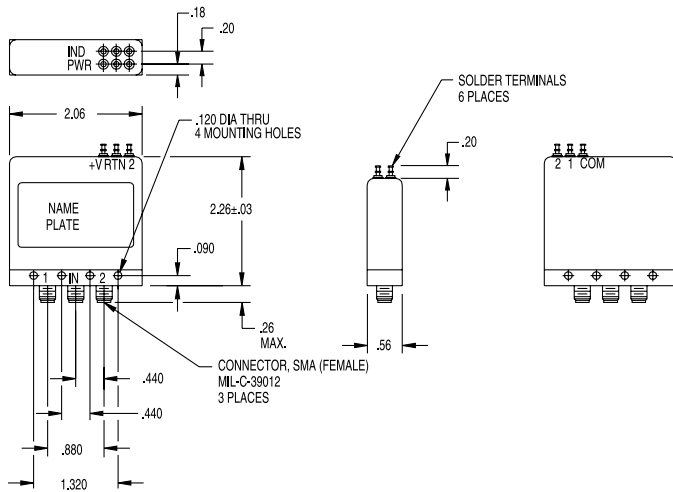 .18
.20
IND
PWR
2.06
.120 DIA THRU
4 MOUNTING HOLES
SOLDER TERMINALS
6 PLACES
.20
+V RTN 2
2 1 COM
NAME
PLATE
2.26±.03
.090
1 IN 2
.26
MAX.
.56
CONNECTOR, SMA (FEMALE)
MIL-C-39012
3 PLACES
.440
.440
.880
1.320